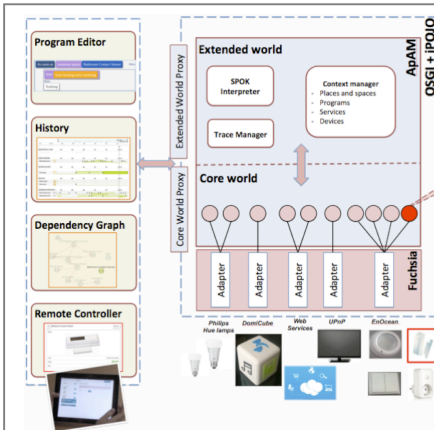 Program Editor
History
Dependency Graph
Remote Controller
Extended World Proxy
Core World Proxy
Extended world
SPOK
Interpreter
Trace Manager
Context manager
- Places and spaces
- Programs
- Services
- Devices
Core world
ApAM
OSGI + iPOJO
Adapter
Adapter
Adapter
Adapter
Adapter
Fuchsia
Philips
Hue lamps
DomiCube
Web
Services
UPnP
EnOcean